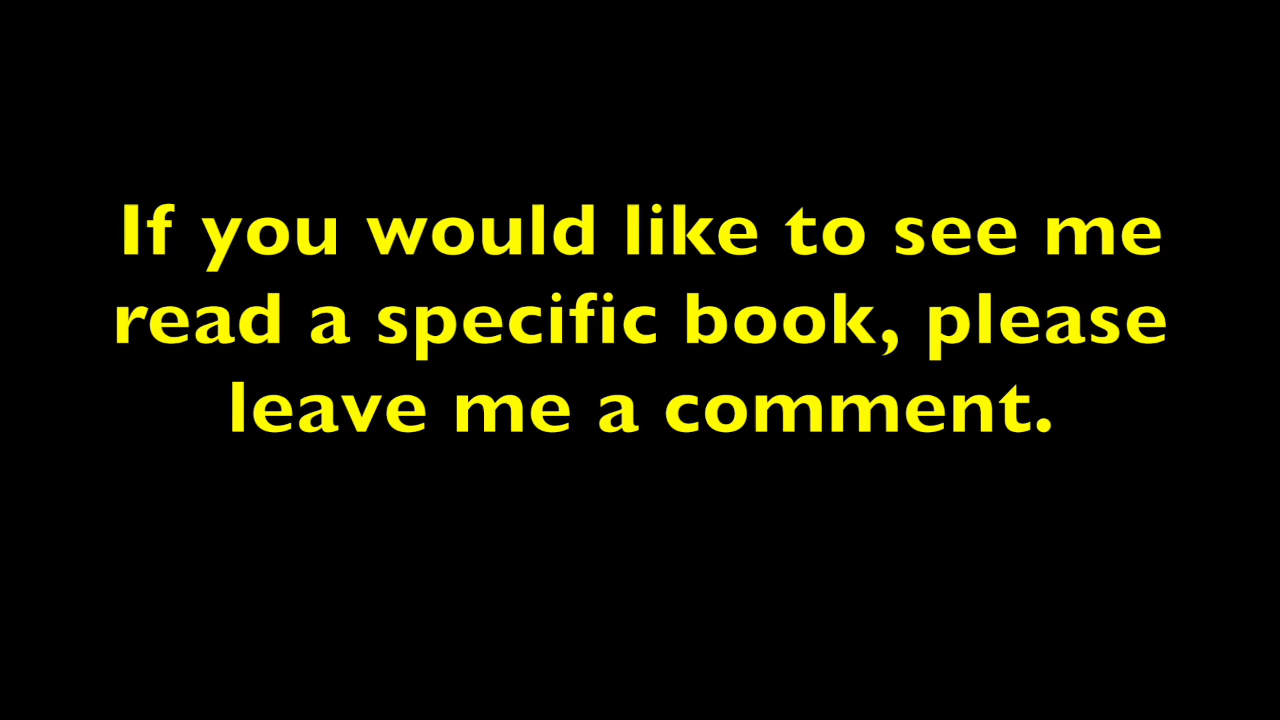 If you would like to see me
read a specific book, please
leave me a comment.